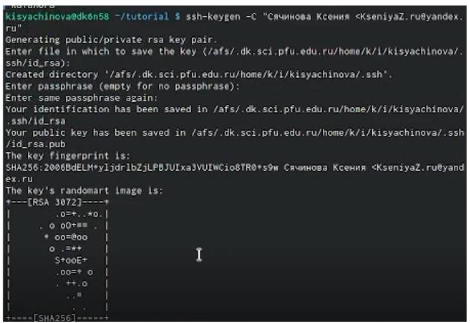 kisyachinova@dk6n58 ~/tutorial $ ssh-keygen -C "Сячинова Ксения <KseniyaZ.ru@yandex.
ru"
Generating public/private rsa key pair.
Enter file in which to save the key (/afs/.dk.sci.pfu.edu.ru/home/k/i/kisyachinova/.
ssh/id_rsa):
Created directory '/afs/.dk.sci.pfu.edu.ru/home/k/i/kisyachinova/.ssh'.
Enter passphrase (empty for no passphrase):
Enter same passphrase again:
Your identification has been saved in /afs/.dk.sci.pfu.edu.ru/home/k/i/kisyachinova/
.ssh/id_rsa
Your public key has been saved in /afs/.dk.sci.pfu.edu.ru/home/k/i/kisyachinova/.ssh
/id_rsa.pub
The key fingerprint is:
SHA256:2006BdELM+yljdrlbZjLPBJUIxa3VUIWCio8TR0+s9w Сячинова Ксения <KseniyaZ.ru@yand
ex.ru
The key's randomart image is:
+---[RSA 3072]----+
|        .o=+..*o.|
|     . o oO+== . |
|      * oo=@oo   |
|       o .=*+    |
|        S+ooE+   |
|        .oo=+ o  |
|        . ++.o   |
|         ..=     |
|          . .    |
+----[SHA256]-----+